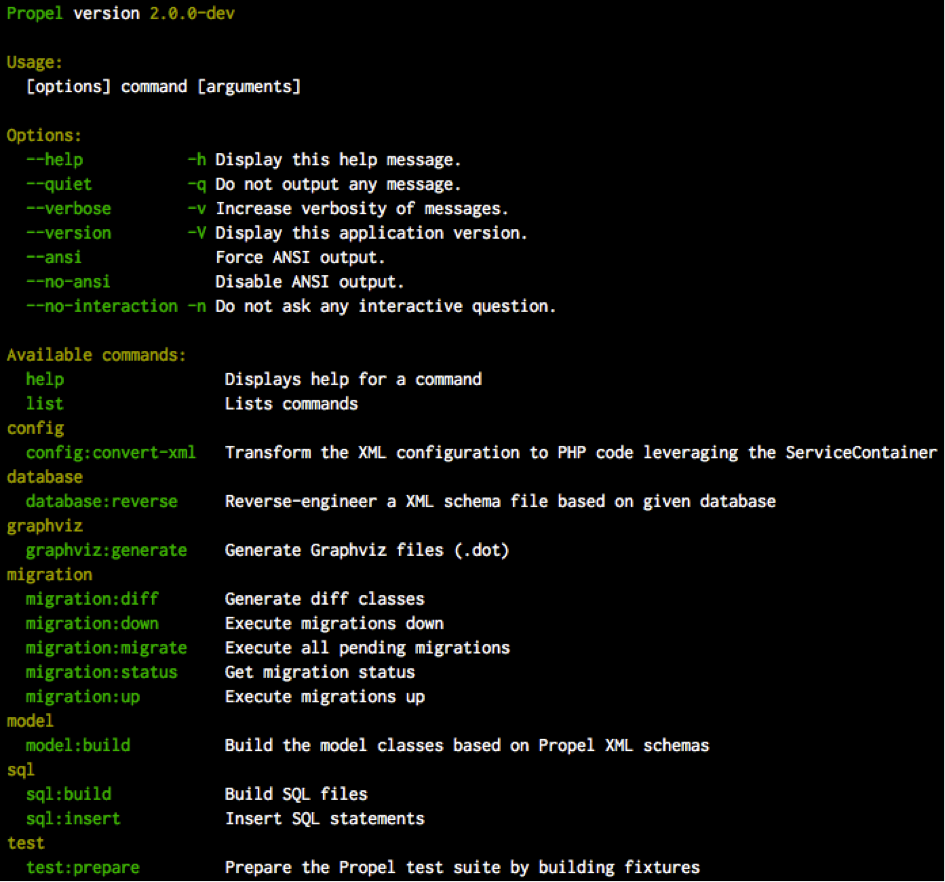 Propel version 2.0.0-dev
Usage:
[options] command [arguments]
Options:
--help -h Display this help message.
--quiet -q Do not output any message.
--verbose -v Increase verbosity of messages.
--version -V Display this application version.
--ansi Force ANSI output.
--no-ansi Disable ANSI output.
--no-interaction -n Do not ask any interactive question.
Available commands:
help Displays help for a command
list Lists commands
config
config:convert-xml Transform the XML configuration to PHP code leveraging the ServiceContainer
database
database:reverse Reverse-engineer a XML schema file based on given database
graphviz
graphviz:generate Generate Graphviz files (.dot)
migration
migration:diff Generate diff classes
migration:down Execute migrations down
migration:migrate Execute all pending migrations
migration:status Get migration status
migration:up Execute migrations up
model
model:build Build the model classes based on Propel XML schemas
sql
sql:build Build SQL files
sql:insert Insert SQL statements
test
test:prepare Prepare the Propel test suite by building fixtures